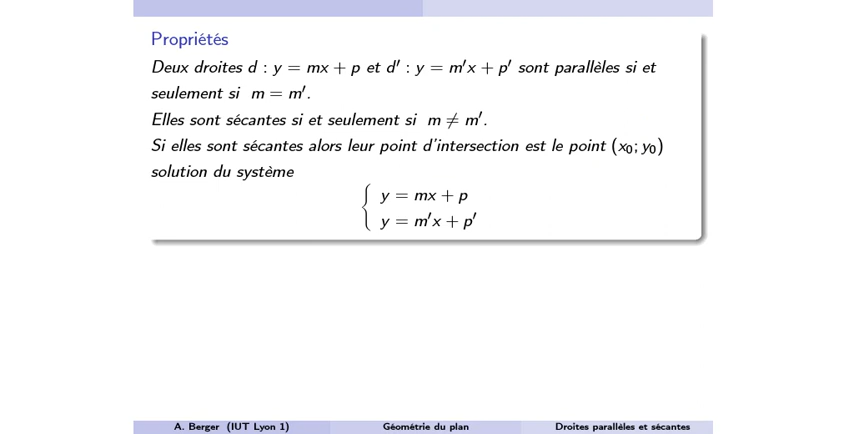 Propriétés
Deux droites d : y = mx + p et d′ : y = m′x + p′ sont parallèles si et
seulement si m = m′.
Elles sont sécantes si et seulement si m ≠ m′.
Si elles sont sécantes alors leur point d'intersection est le point (x₀; y₀)
solution du système
{ y = mx + p
y = m′x + p′
A. Berger (IUT Lyon 1) Géométrie du plan Droites parallèles et sécantes